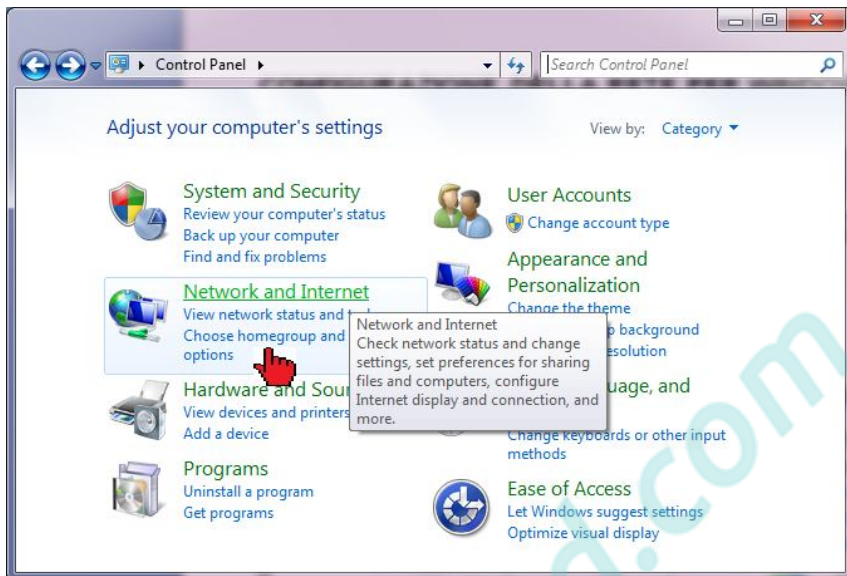 Control Panel
Search Control Panel
Adjust your computer's settings
View by: Category
System and Security
Review your computer's status
Back up your computer
Find and fix problems
Network and Internet
View network status and
Choose homegroup and
options
Hardware and Sou
View devices and printers
Add a device
Programs
Uninstall a program
Get programs
User Accounts
Change account type
Appearance and
Personalization
Change the theme
background
esolution
uage, and
Change keyboards or other input
methods
Ease of Access
Let Windows suggest settings
Optimize visual display
Network and Internet
Check network status and change
settings, set preferences for sharing
files and computers, configure
Internet display and connection, and
more.
d.com